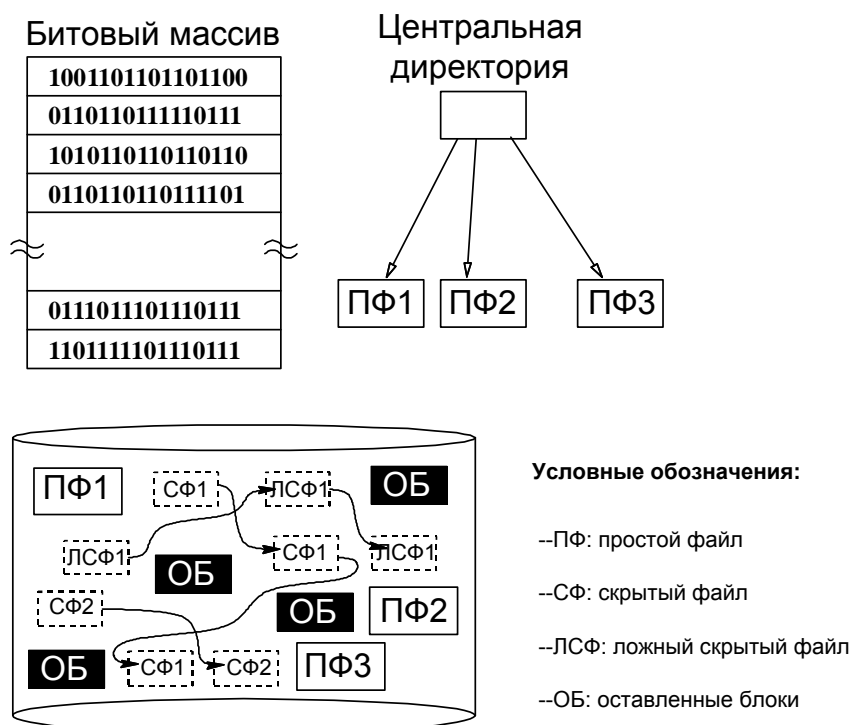 Битовый массив
1001101101101100
0110110111110111
1010110110110110
0110110110111101
0111011101110111
1101111101110111
Центральная
директория
ПФ1 ПФ2 ПФ3
ПФ1 СФ1 ЛСФ1 ОБ
ЛСФ1 ОБ СФ1 ЛСФ1
СФ2 ОБ ПФ2
ОБ СФ1 СФ2 ПФ3
Условные обозначения:
--ПФ: простой файл
--СФ: скрытый файл
--ЛСФ: ложный скрытый файл
--ОБ: оставленные блоки